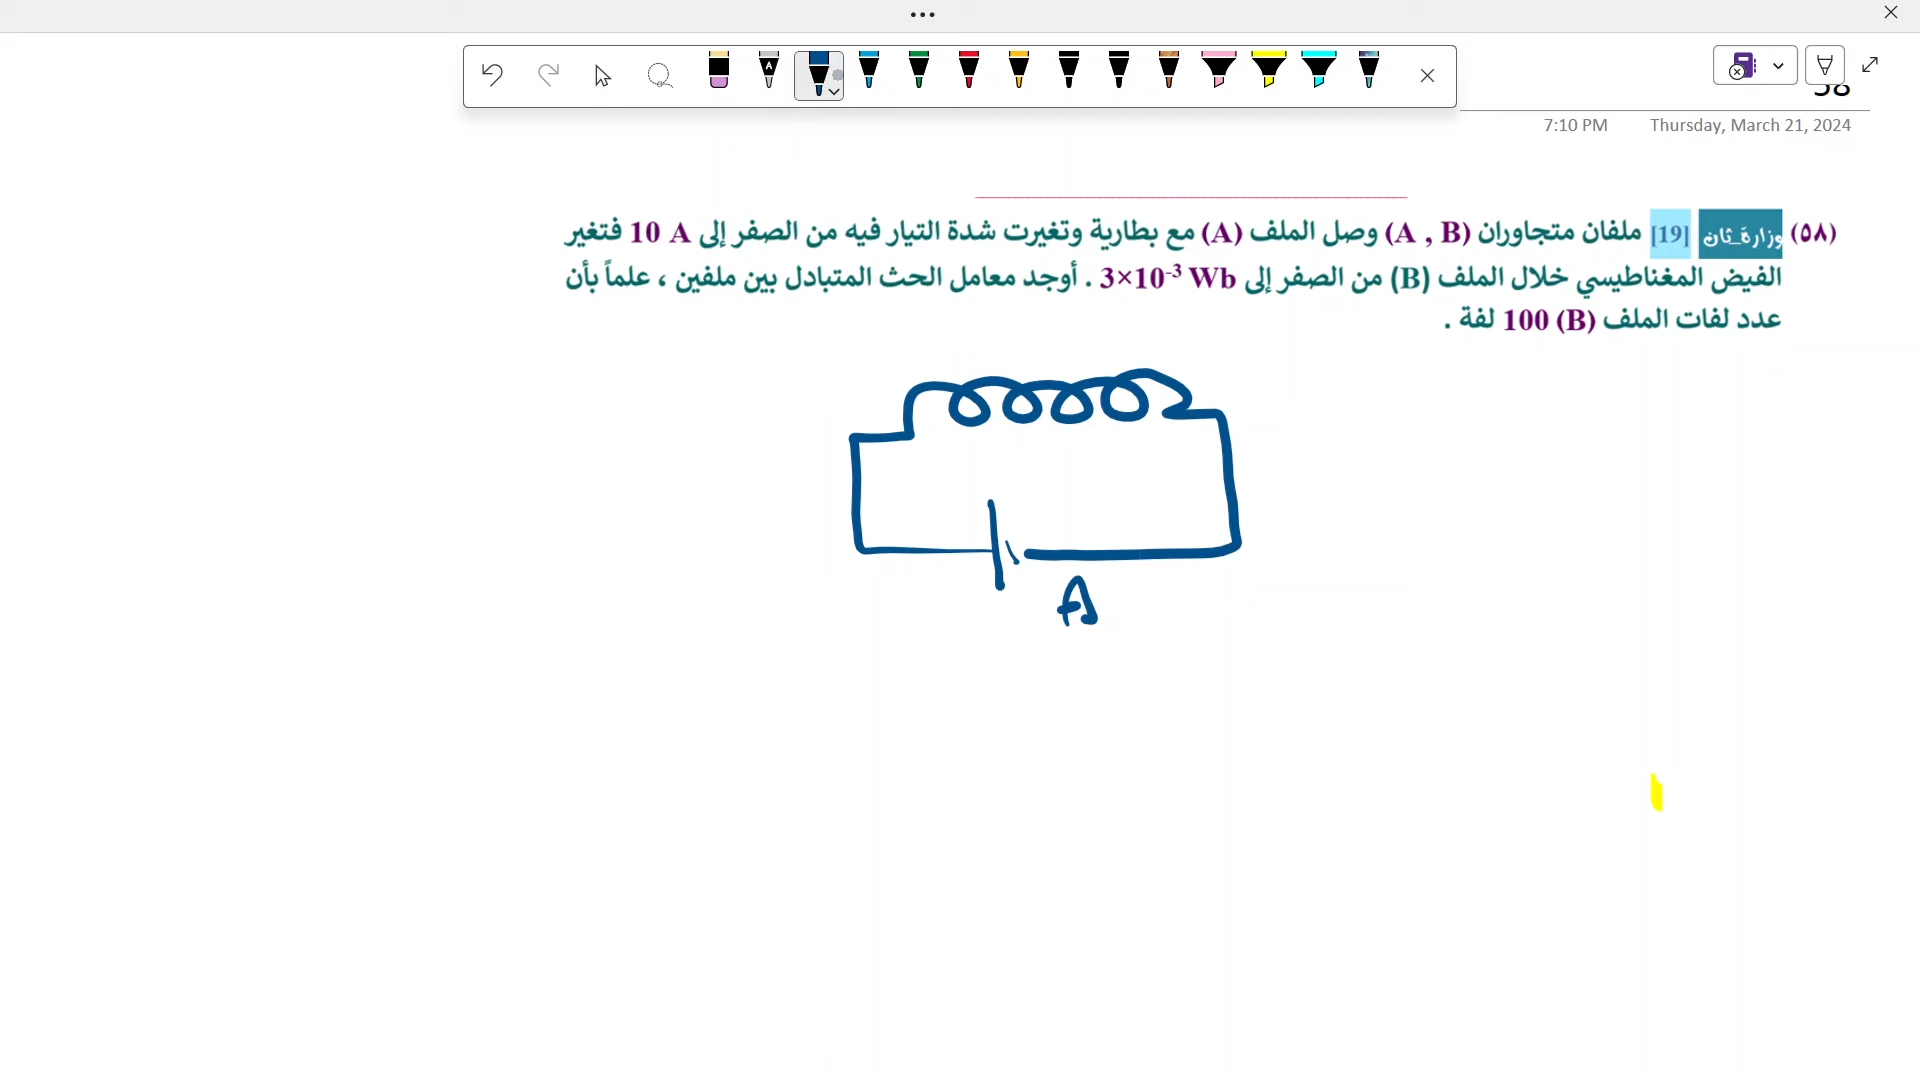 58
7:10 PM Thursday, March 21, 2024
(٥٨) وزارة_ثان [19] ملفان متجاوران (A , B) وصل الملف (A) مع بطارية وتغيرت شدة التيار فيه من الصفر إلى 10 A فتغير
الفيض المغناطيسي خلال الملف (B) من الصفر إلى 3×10⁻³ Wb . أوجد معامل الحث المتبادل بين ملفين ، علماً بأن
عدد لفات الملف (B) 100 لفة .
A